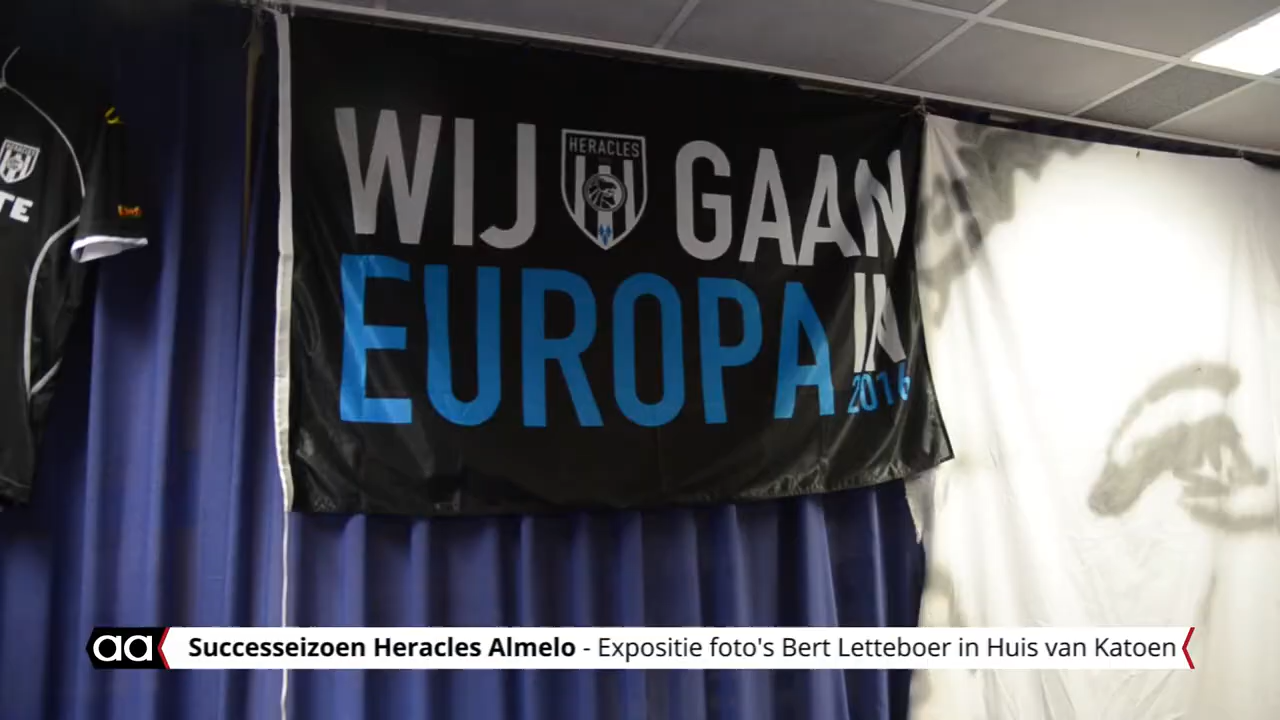 HERACLES
TE
WIJ HERACLES GAAN
EUROPA IN
2016
aa Successeizoen Heracles Almelo - Expositie foto's Bert Letteboer in Huis van Katoen